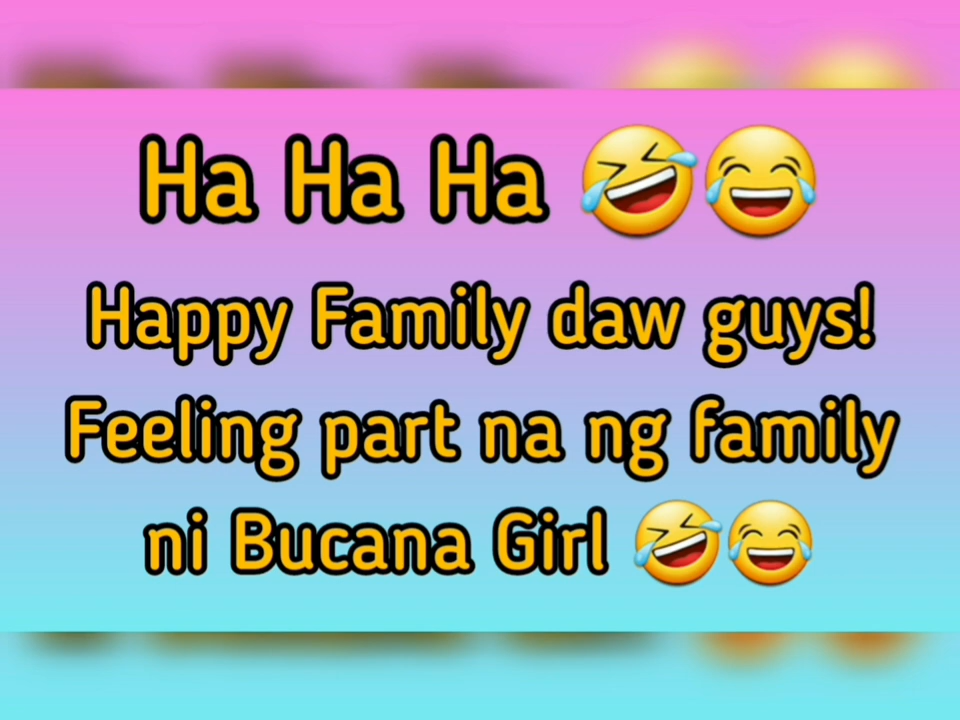 Ha Ha Ha 🤣😂
Happy Family daw guys!
Feeling part na ng family
ni Bucana Girl 🤣😂